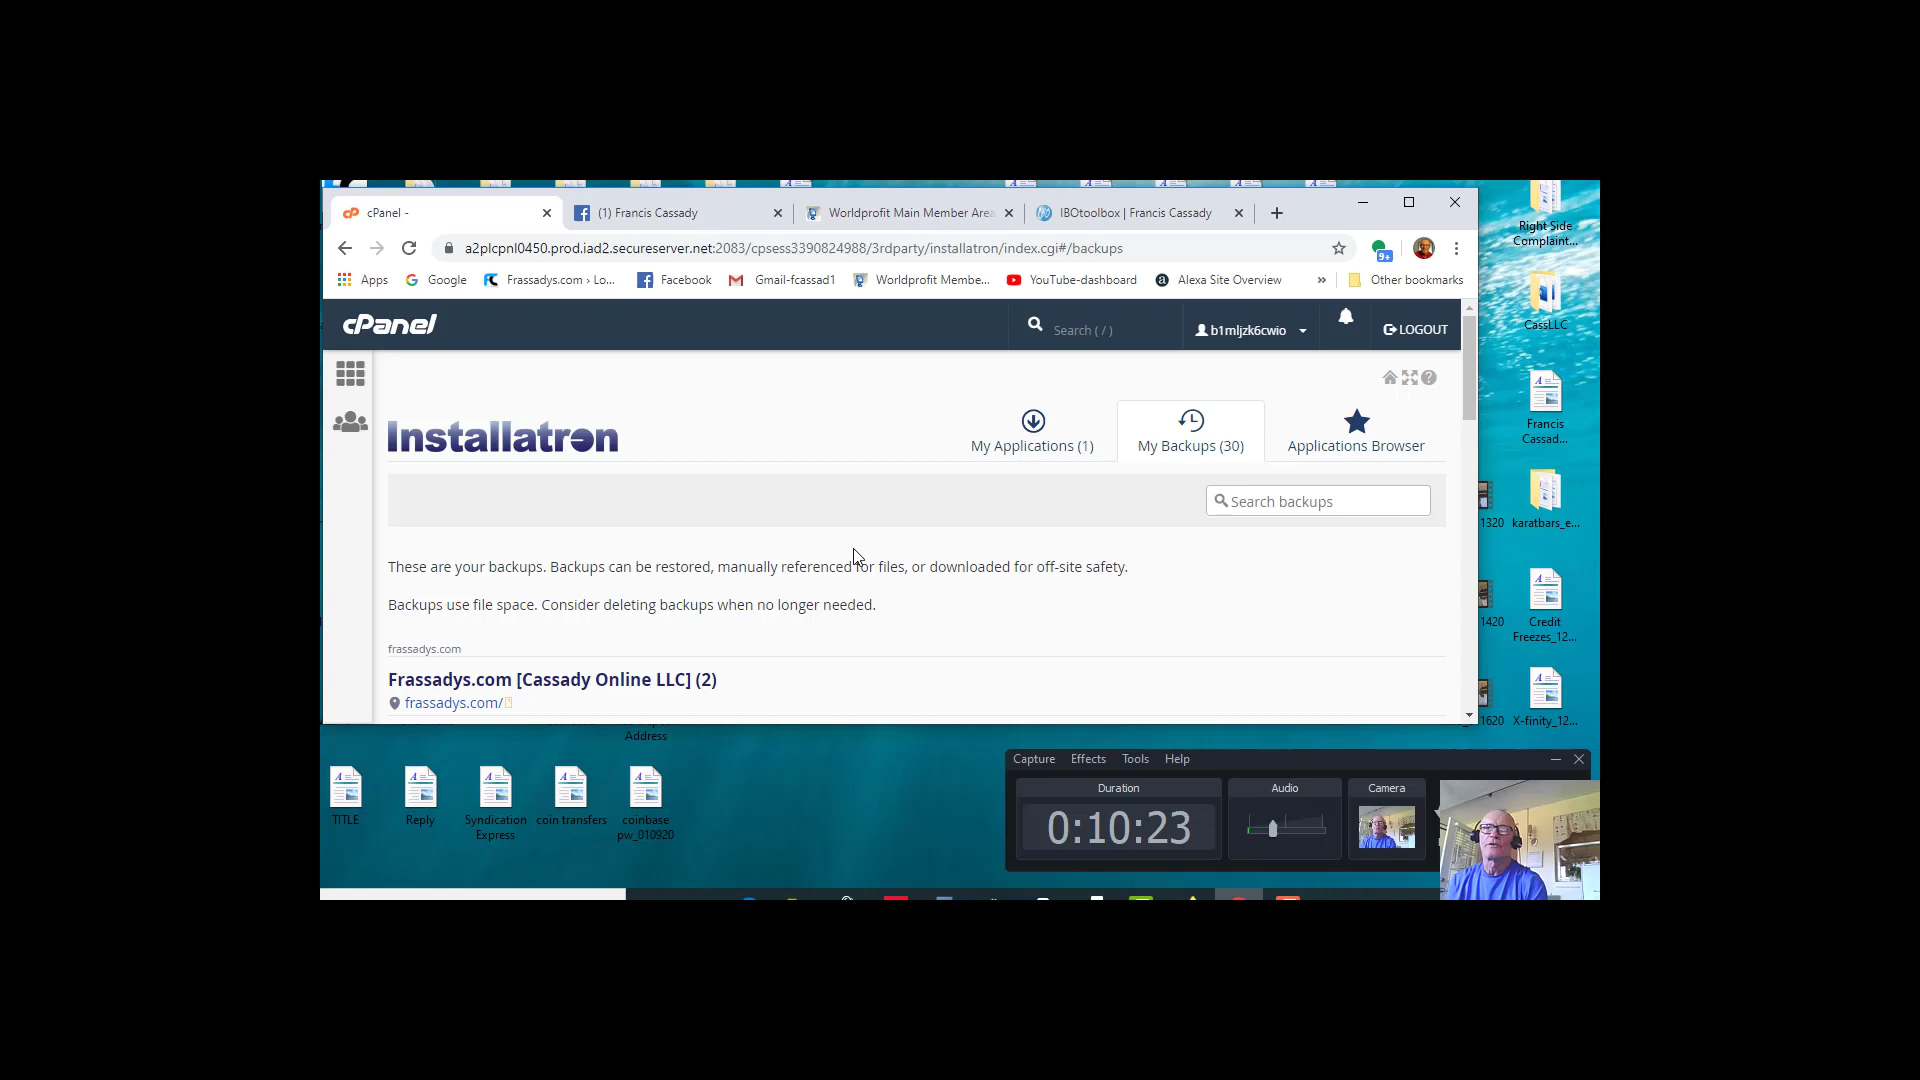 cPanel -
(1) Francis Cassady
Worldprofit Main Member Area
IBOtoolbox | Francis Cassady
a2plcpnl0450.prod.iad2.secureserver.net:2083/cpsess3390824988/3rdparty/installatron/index.cgi#/backups
9+
Apps
Google
Frassadys.com › Lo...
Facebook
Gmail-fcassad1
Worldprofit Membe...
YouTube-dashboard
Alexa Site Overview
»
Other bookmarks
cPanel
Search ( / )
b1mljzk6cwio
LOGOUT
Installatron
My Applications (1)
My Backups (30)
Applications Browser
Search backups
These are your backups. Backups can be restored, manually referenced for files, or downloaded for off-site safety.
Backups use file space. Consider deleting backups when no longer needed.
frassadys.com
Frassadys.com [Cassady Online LLC] (2)
frassadys.com/
Right Side
Complaint...
CassLLC
Francis
Cassad...
1320
karatbars_e...
1420
Credit
Freezes_12...
1620
X-finity_12...
Address
TITLE
Reply
Syndication
Express
coin transfers
coinbase
pw_010920
Capture
Effects
Tools
Help
Duration
0:10:23
Audio
Camera